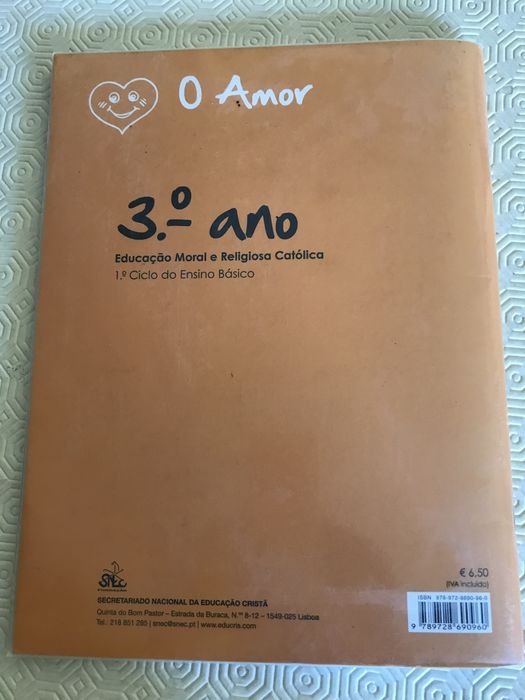 O Amor
3.º ano
Educação Moral e Religiosa Católica
1.º Ciclo do Ensino Básico
SNEC
FUNDAÇÃO
€ 6.50
(IVA incluído)
SECRETARIADO NACIONAL DA EDUCAÇÃO CRISTÃ
Quinta do Bom Pastor – Estrada da Buraca, N.ºs 8-12 – 1549-025 Lisboa
Tel.: 218 851 285 | snec@snec.pt | www.educris.com
ISBN 978-972-8690-96-0
9 789728 690960